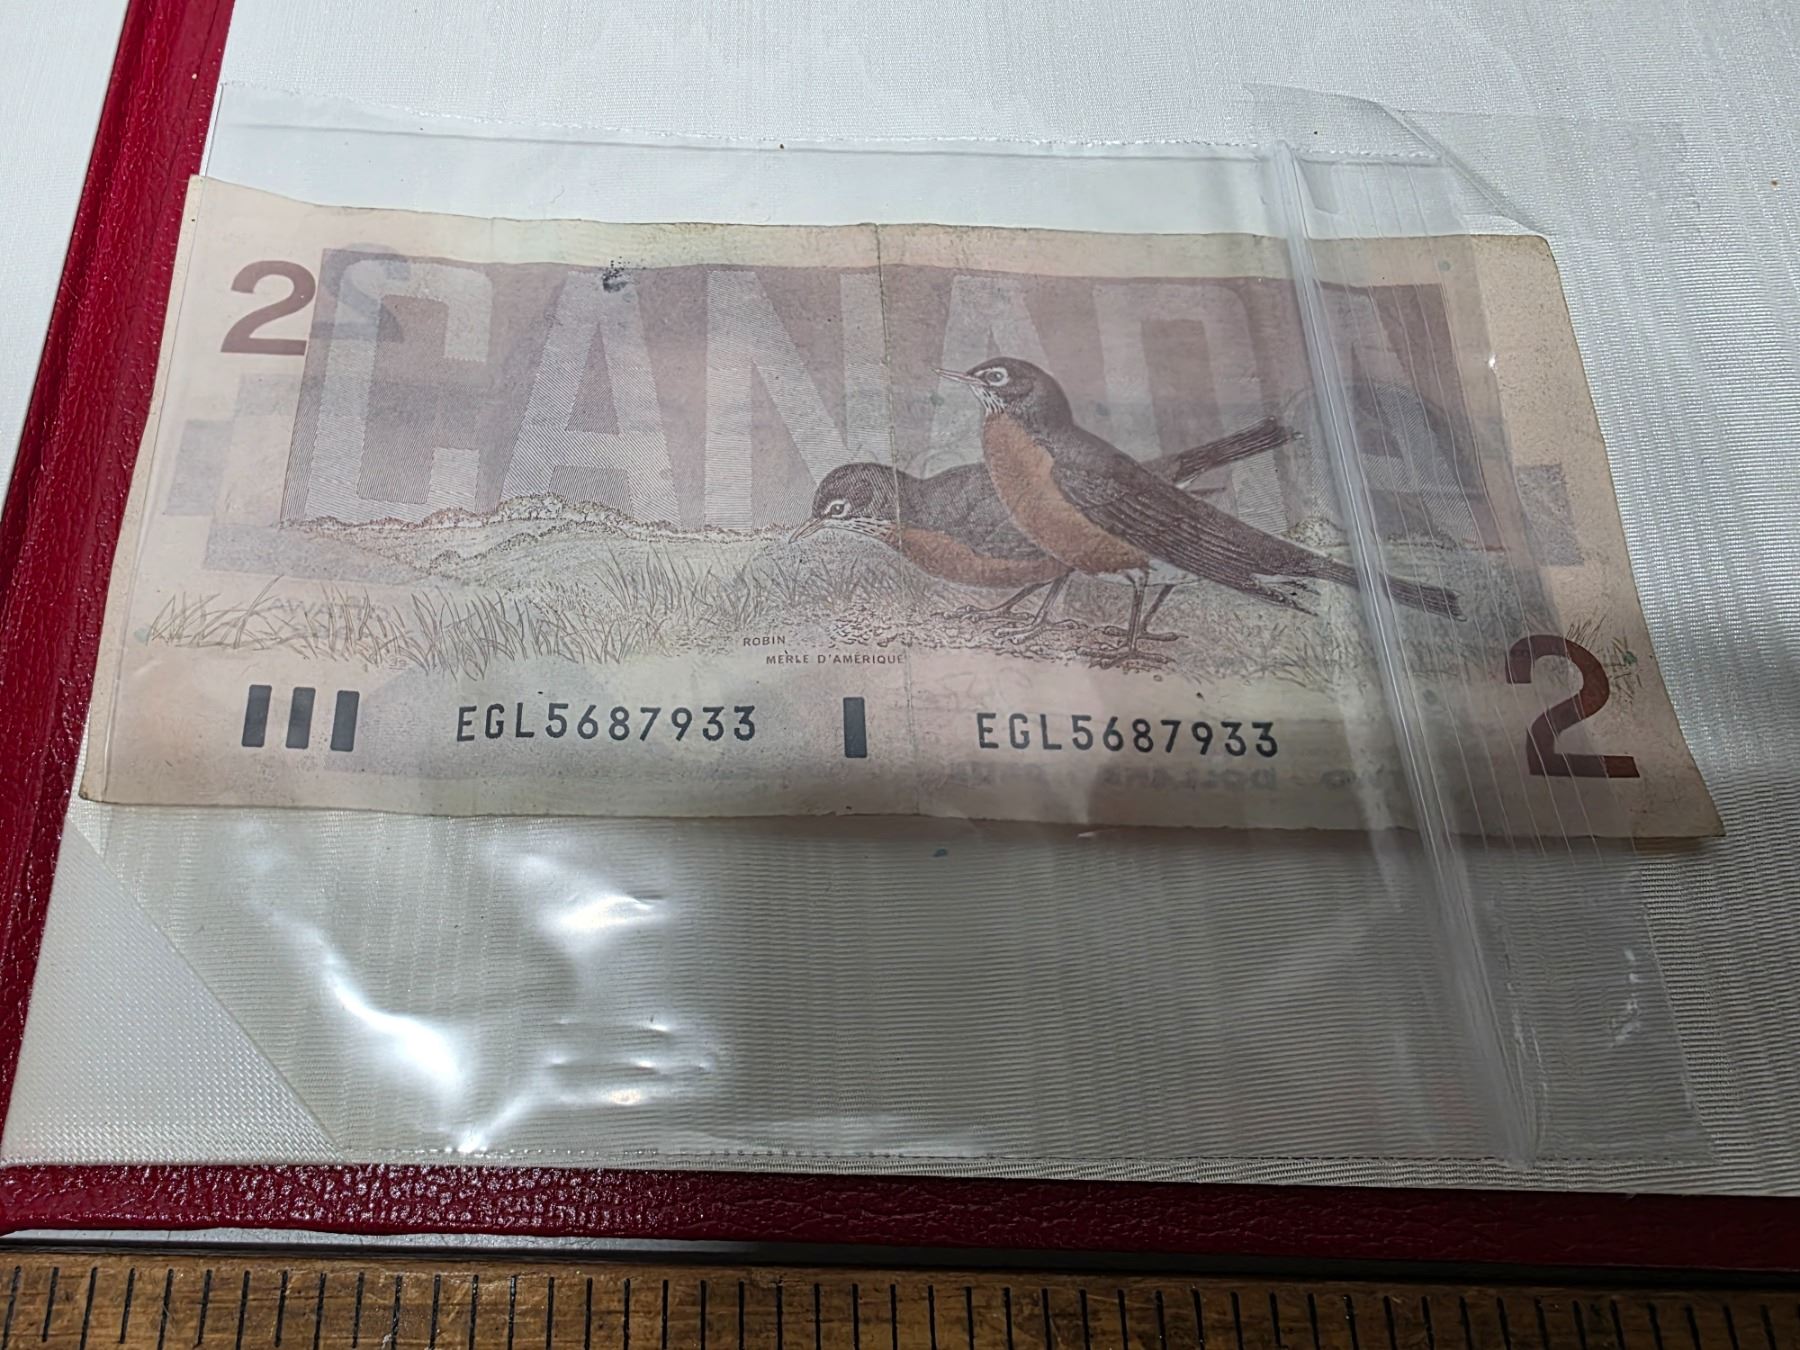 2
CANADA
ROBIN
MERLE D'AMÉRIQUE
EGL5687933 EGL5687933
2